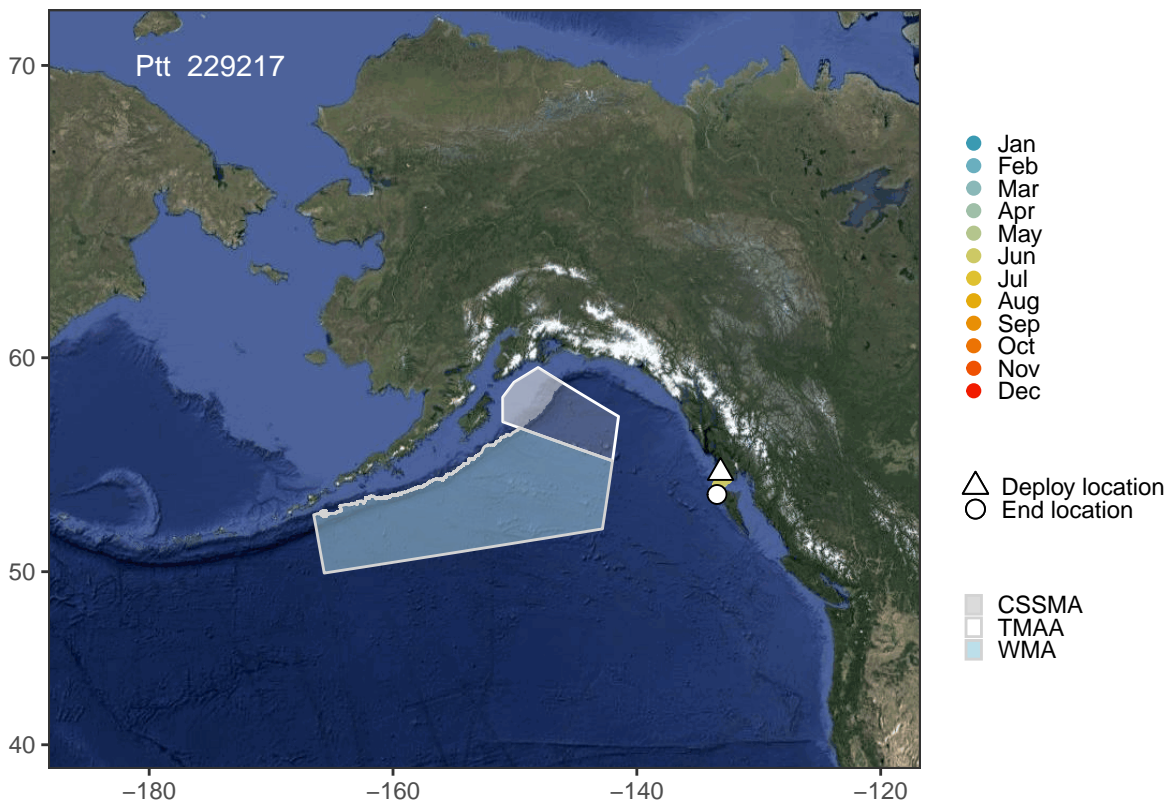 Ptt 229217
70
60
50
40
−180
−160
−140
−120
Jan
Feb
Mar
Apr
May
Jun
Jul
Aug
Sep
Oct
Nov
Dec
Deploy location
End location
CSSMA
TMAA
WMA